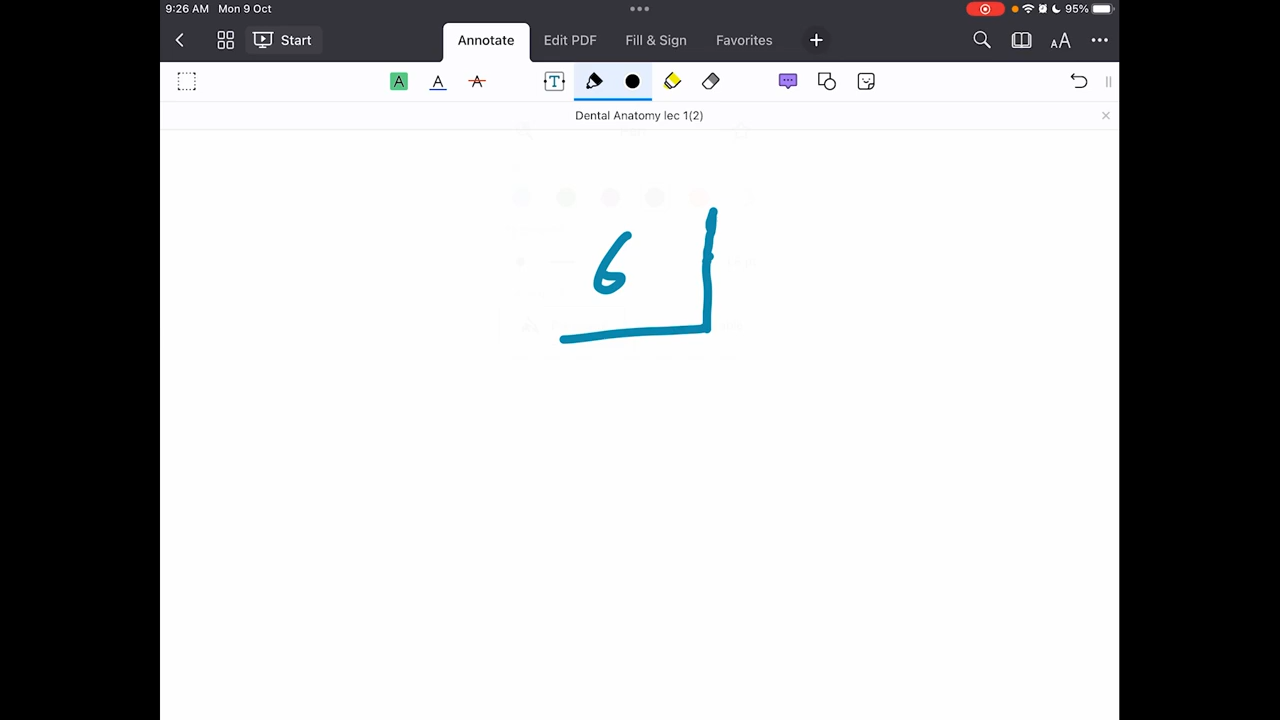 9:26 AM Mon 9 Oct 95%
Start Annotate Edit PDF Fill & Sign Favorites + AA
A A A T
Dental Anatomy lec 1(2)
6